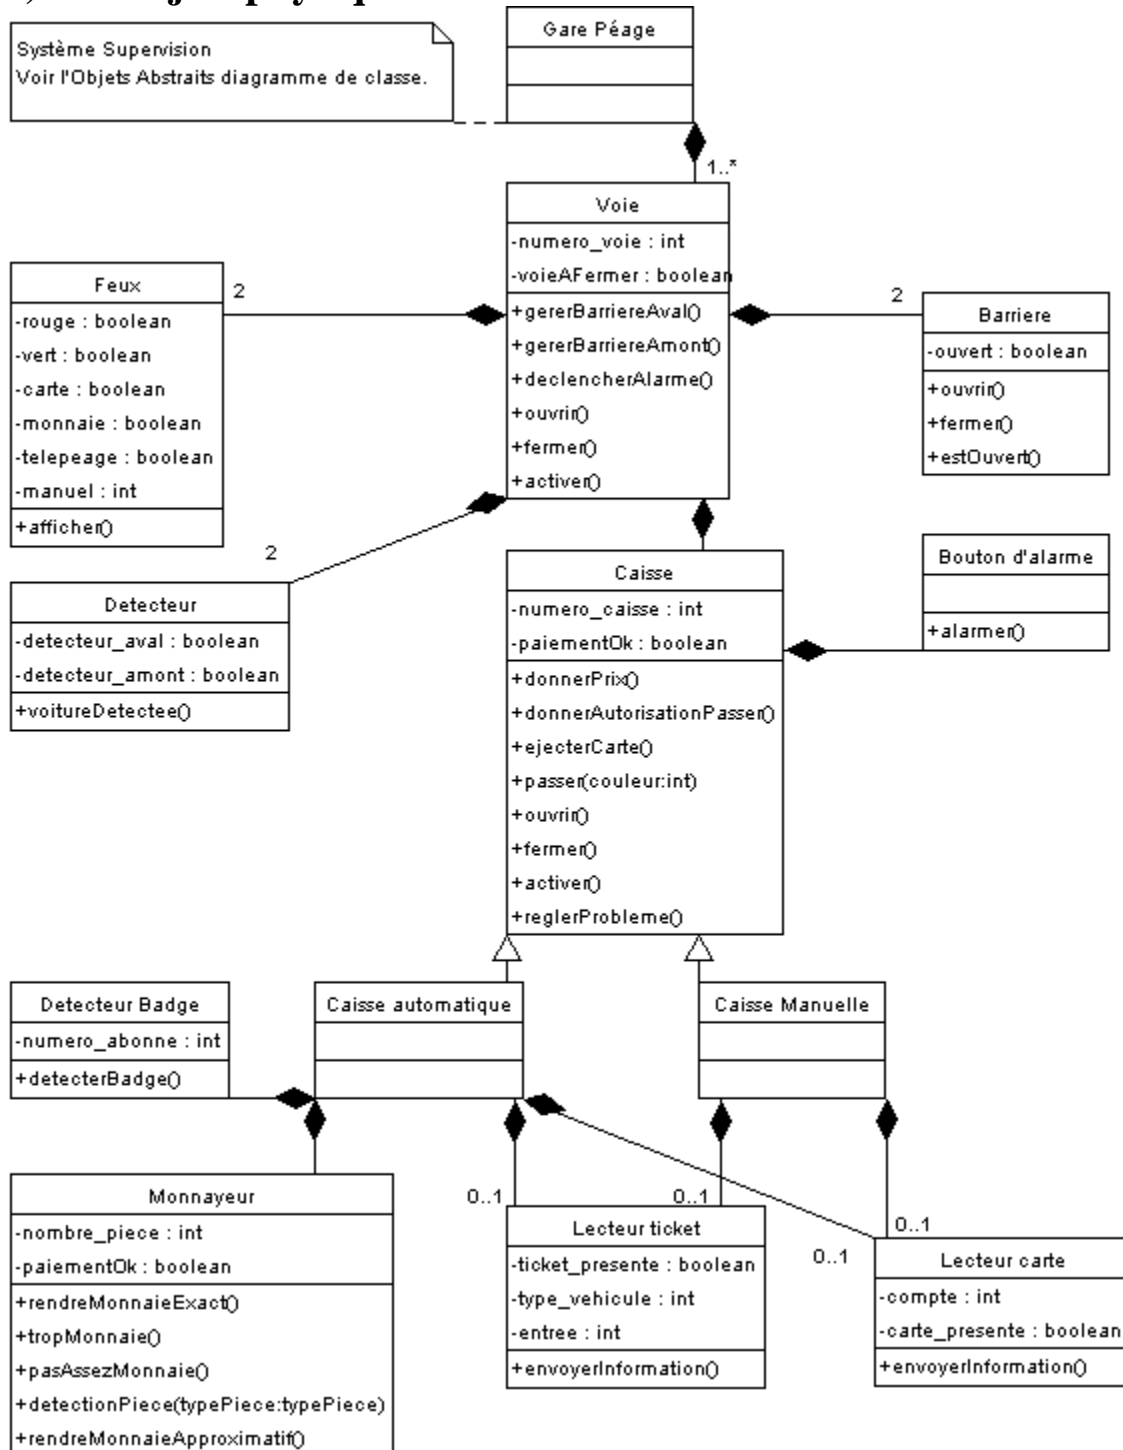 Système Supervision
Voir l'Objets Abstraits diagramme de classe.
Gare Péage
1..*
Voie
-numero_voie : int
-voieAFermer : boolean
+gererBarriereAval()
+gererBarriereAmont()
+declencherAlarme()
+ouvrir()
+fermer()
+activer()
Feux
-rouge : boolean
-vert : boolean
-carte : boolean
-monnaie : boolean
-telepeage : boolean
-manuel : int
+afficher()
2
2
Barriere
-ouvert : boolean
+ouvrir()
+fermer()
+estOuvert()
2
Detecteur
-detecteur_aval : boolean
-detecteur_amont : boolean
+voitureDetectee()
Caisse
-numero_caisse : int
-paiementOk : boolean
+donnerPrix()
+donnerAutorisationPasser()
+ejecterCarte()
+passer(couleur:int)
+ouvrir()
+fermer()
+activer()
+reglerProbleme()
Bouton d'alarme
+alarmer()
Detecteur Badge
-numero_abonne : int
+detecterBadge()
Caisse automatique
Caisse Manuelle
Monnayeur
-nombre_piece : int
-paiementOk : boolean
+rendreMonnaieExact()
+tropMonnaie()
+pasAssezMonnaie()
+detectionPiece(typePiece:typePiece)
+rendreMonnaieApproximatif()
0..1
0..1
Lecteur ticket
-ticket_presente : boolean
-type_vehicule : int
-entree : int
+envoyerInformation()
0..1
0..1
Lecteur carte
-compte : int
-carte_presente : boolean
+envoyerInformation()